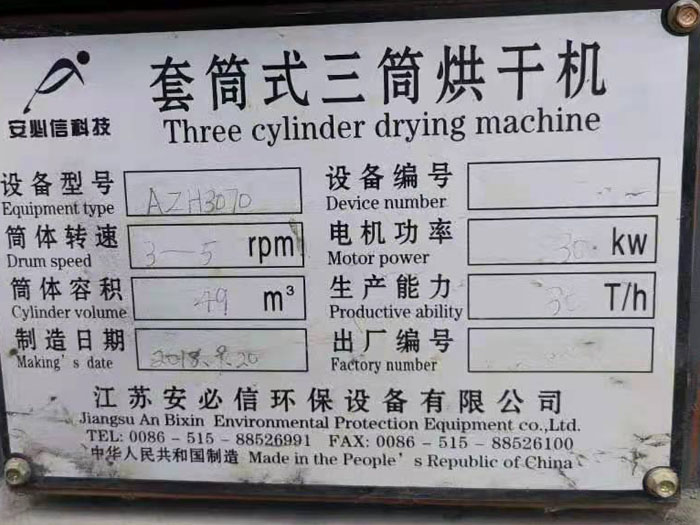 安必信科技
套筒式三筒烘干机
Three cylinder drying machine
设备型号 AZH3070 设备编号
Equipment type Device number
筒体转速 3-5 rpm 电机功率 30 kw
Drum speed Motor power
筒体容积 49 m³ 生产能力 30 T/h
Cylinder volume Productive ability
制造日期 2018.9.20 出厂编号
Making's date Factory number
江苏安必信环保设备有限公司
Jiangsu An Bixin Environmental Protection Equipment co.,Ltd.
TEL: 0086 - 515 - 88526991 FAX: 0086 - 515 - 88526100
中华人民共和国制造 Made in the People's Republic of China